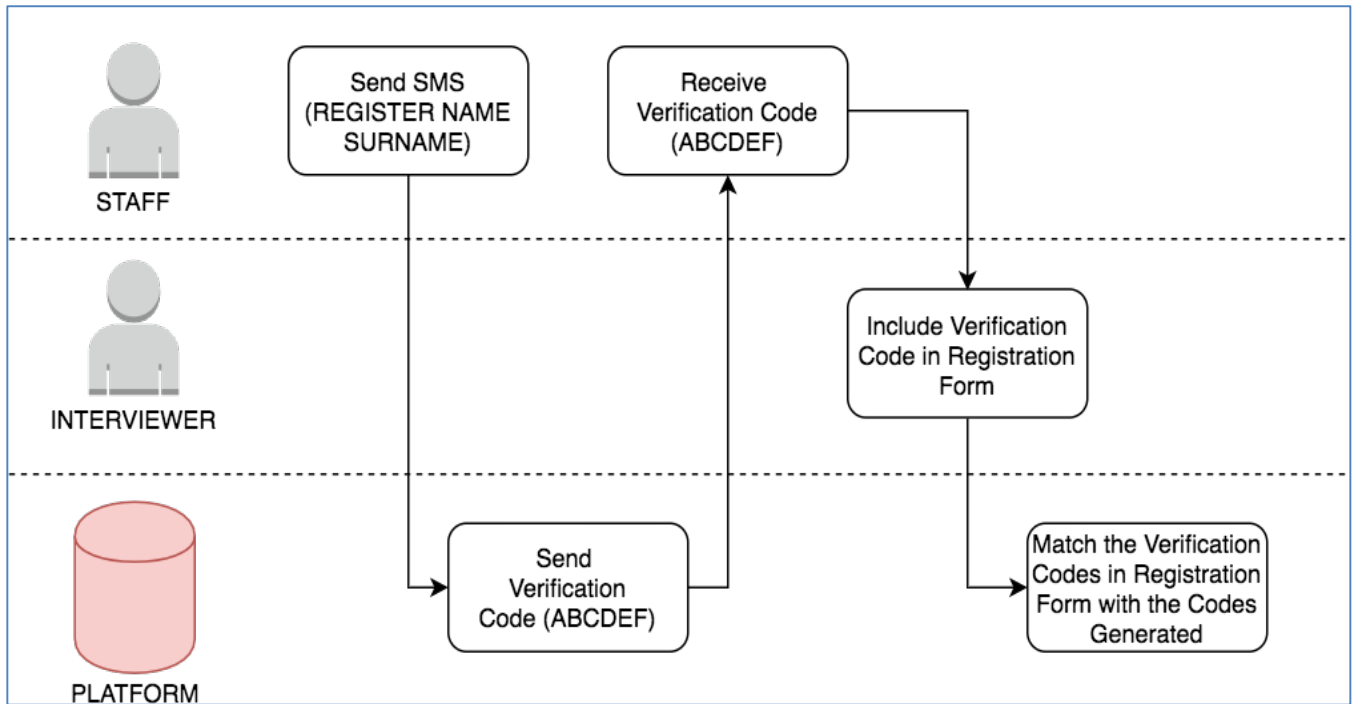 Send SMS
(REGISTER NAME
SURNAME)
Receive
Verification Code
(ABCDEF)
STAFF
Include Verification
Code in Registration
Form
INTERVIEWER
Send
Verification
Code (ABCDEF)
Match the Verification
Codes in Registration
Form with the Codes
Generated
PLATFORM